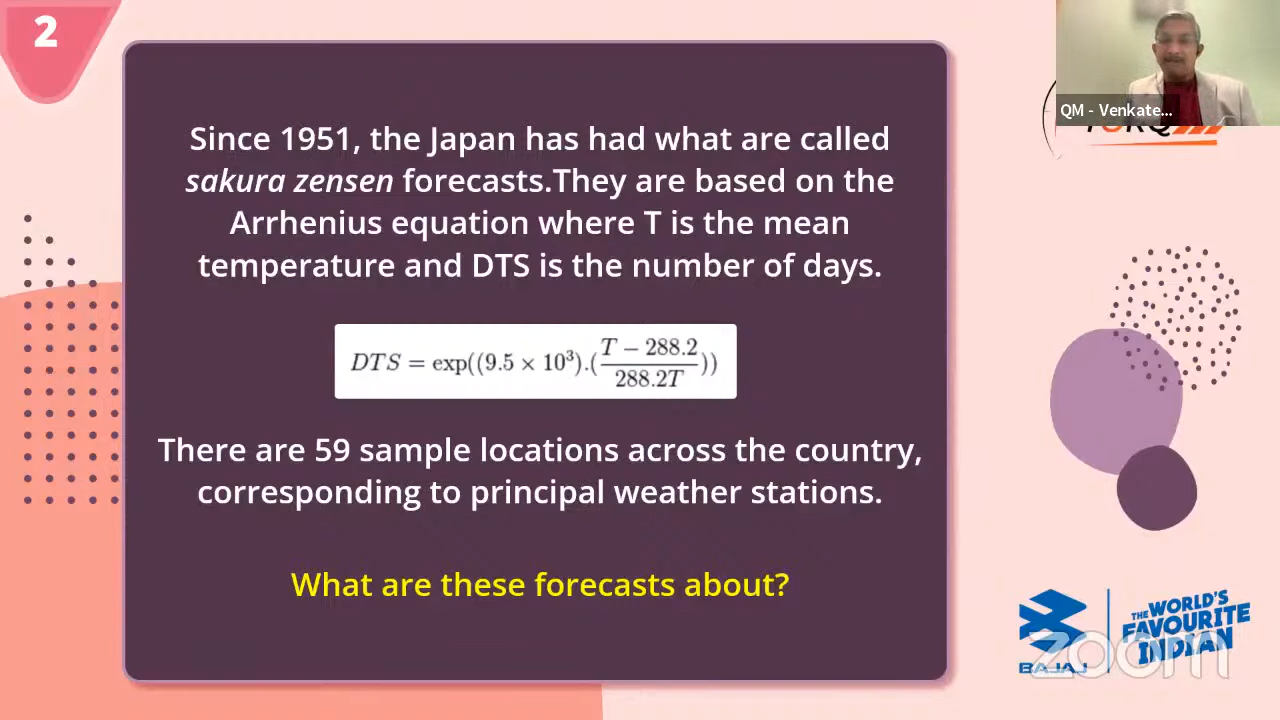 2
QM - Venkate...
TORQ
Since 1951, the Japan has had what are called
sakura zensen forecasts.They are based on the
Arrhenius equation where T is the mean
temperature and DTS is the number of days.
DTS = exp((9.5 × 10³).(T − 288.2 / 288.2T))
There are 59 sample locations across the country,
corresponding to principal weather stations.
What are these forecasts about?
BAJAJ
THE WORLD'S
FAVOURITE
INDIAN
zoom